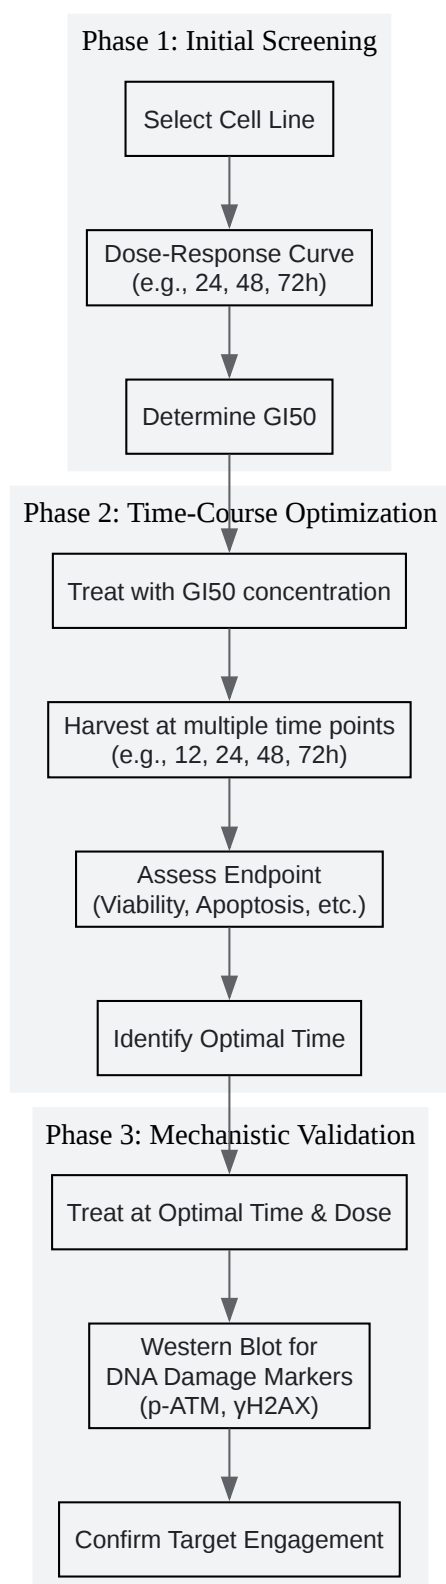 Phase 1: Initial Screening
Select Cell Line
Dose-Response Curve
(e.g., 24, 48, 72h)
Determine GI50
Phase 2: Time-Course Optimization
Treat with GI50 concentration
Harvest at multiple time points
(e.g., 12, 24, 48, 72h)
Assess Endpoint
(Viability, Apoptosis, etc.)
Identify Optimal Time
Phase 3: Mechanistic Validation
Treat at Optimal Time & Dose
Western Blot for
DNA Damage Markers
(p-ATM, γH2AX)
Confirm Target Engagement